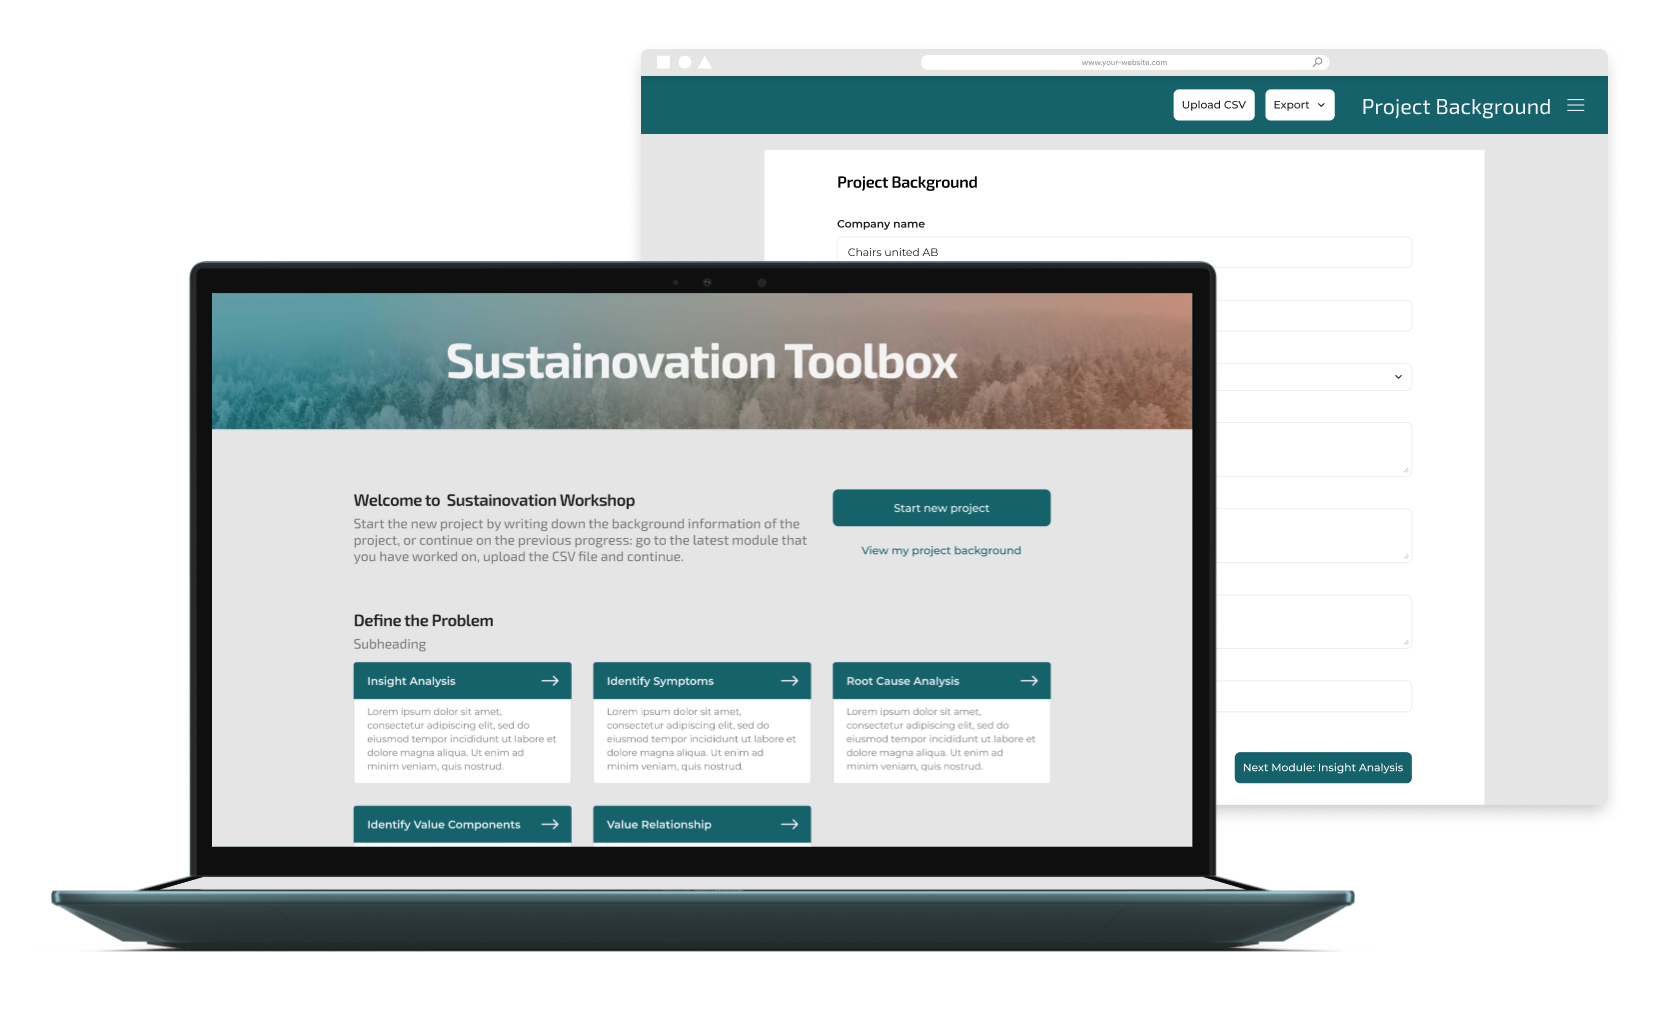 www.your-website.com
Upload CSV
Export
Project Background
Project Background
Company name
Chairs united AB
Next Module: Insight Analysis
Sustainovation Toolbox
Welcome to  Sustainovation Workshop
Start the new project by writing down the background information of the
project, or continue on the previous progress: go to the latest module that
you have worked on, upload the CSV file and continue.
Start new project
View my project background
Define the Problem
Subheading
Insight Analysis
Lorem ipsum dolor sit amet,
consectetur adipiscing elit, sed do
eiusmod tempor incididunt ut labore et
dolore magna aliqua. Ut enim ad
minim veniam, quis nostrud.
Identify Symptoms
Lorem ipsum dolor sit amet,
consectetur adipiscing elit, sed do
eiusmod tempor incididunt ut labore et
dolore magna aliqua. Ut enim ad
minim veniam, quis nostrud.
Root Cause Analysis
Lorem ipsum dolor sit amet,
consectetur adipiscing elit, sed do
eiusmod tempor incididunt ut labore et
dolore magna aliqua. Ut enim ad
minim veniam, quis nostrud.
Identify Value Components
Value Relationship